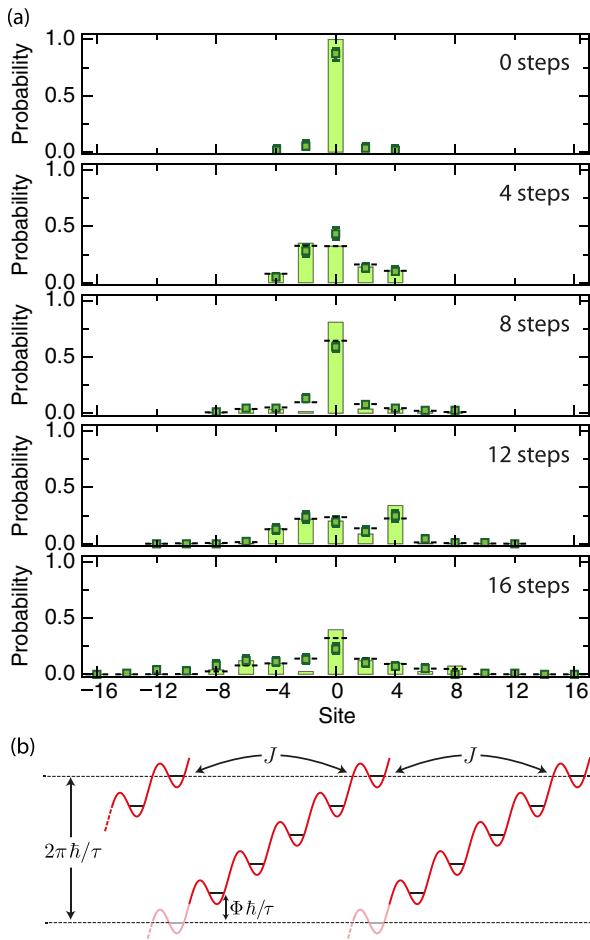 (a)
Probability
1.0
0.5
0.0
0 steps
Probability
1.0
0.5
0.0
4 steps
Probability
1.0
0.5
0.0
8 steps
Probability
1.0
0.5
0.0
12 steps
Probability
1.0
0.5
0.0
16 steps
−16 −12 −8 −4 0 4 8 12 16
Site
(b)
J J
2πℏ/τ
Φℏ/τ